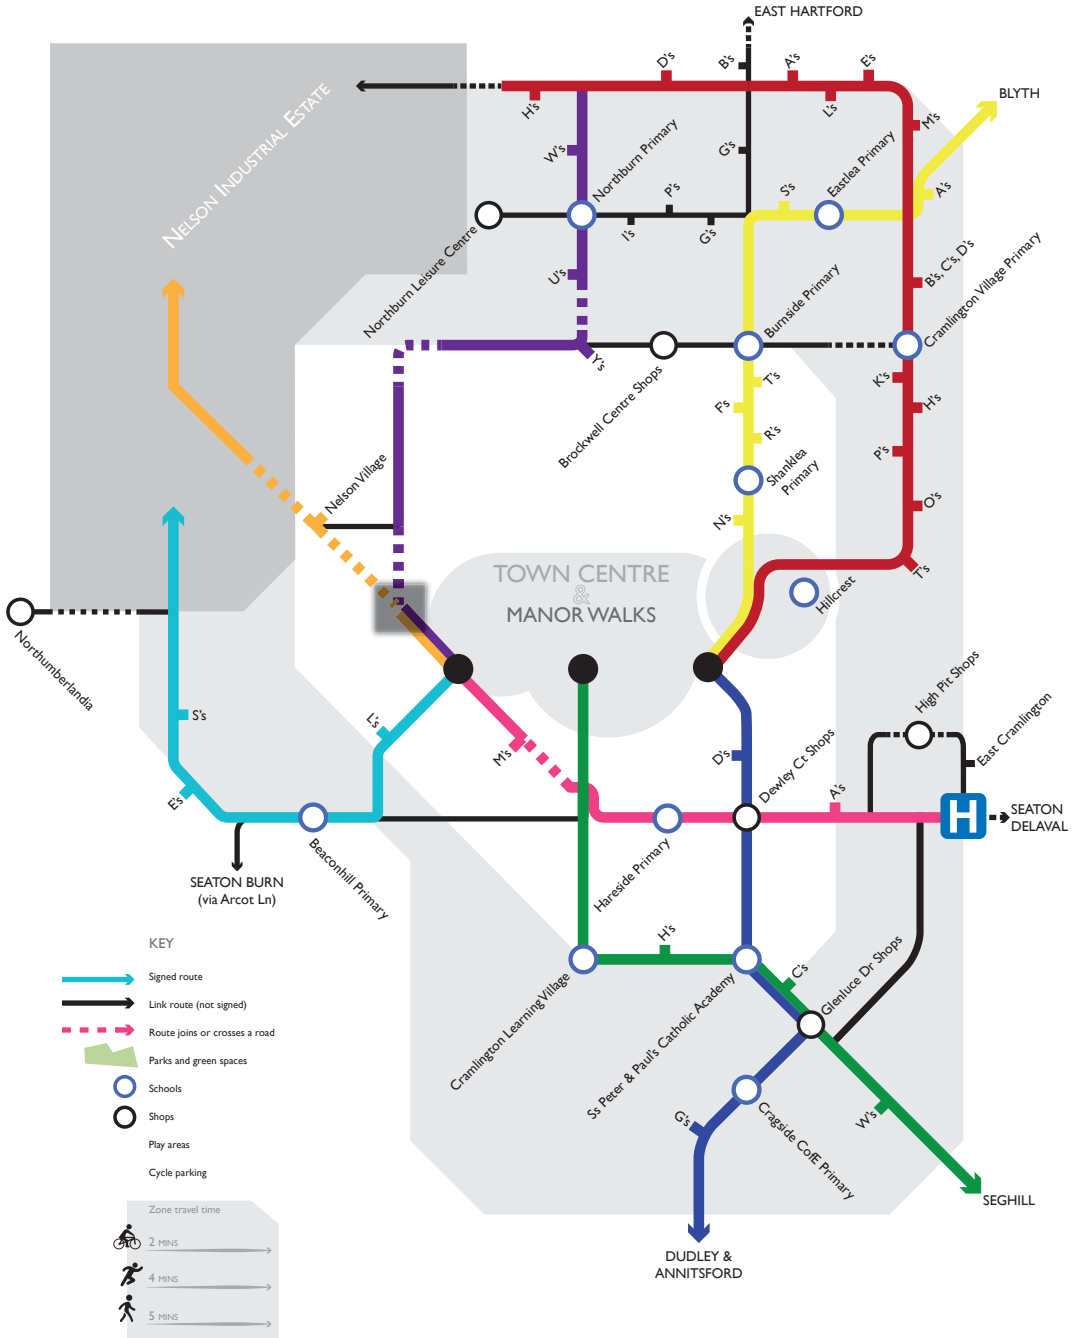 EAST HARTFORD
D's
B's
A's
E's
H's
L's
M's
BLYTH
NELSON INDUSTRIAL ESTATE
W's
Northburn Primary
G's
Eastlea Primary
P's
S's
A's
I's
G's
Northburn Leisure Centre
U's
B's, C's, D's
Burnside Primary
Cramlington Village Primary
Y's
Brockwell Centre Shops
T's
F's
R's
K's
H's
P's
Shanklea
Primary
Nelson Village
N's
O's
T's
TOWN CENTRE
&
MANOR WALKS
Hillcrest
Northumberlandia
S's
L's
M's
E's
D's
Dewley Ct Shops
High Pit Shops
East Cramlington
A's
H
SEATON
DELAVAL
SEATON BURN
(via Arcot Ln)
Beaconhill Primary
Hareside Primary
H's
Cramlington Learning Village
Ss Peter & Paul's Catholic Academy
C's
Glenluce Dr Shops
G's
Cragside CofE Primary
W's
SEGHILL
DUDLEY &
ANNITSFORD
KEY
Signed route
Link route (not signed)
Route joins or crosses a road
Parks and green spaces
Schools
Shops
Play areas
Cycle parking
Zone travel time
2 MINS
4 MINS
5 MINS